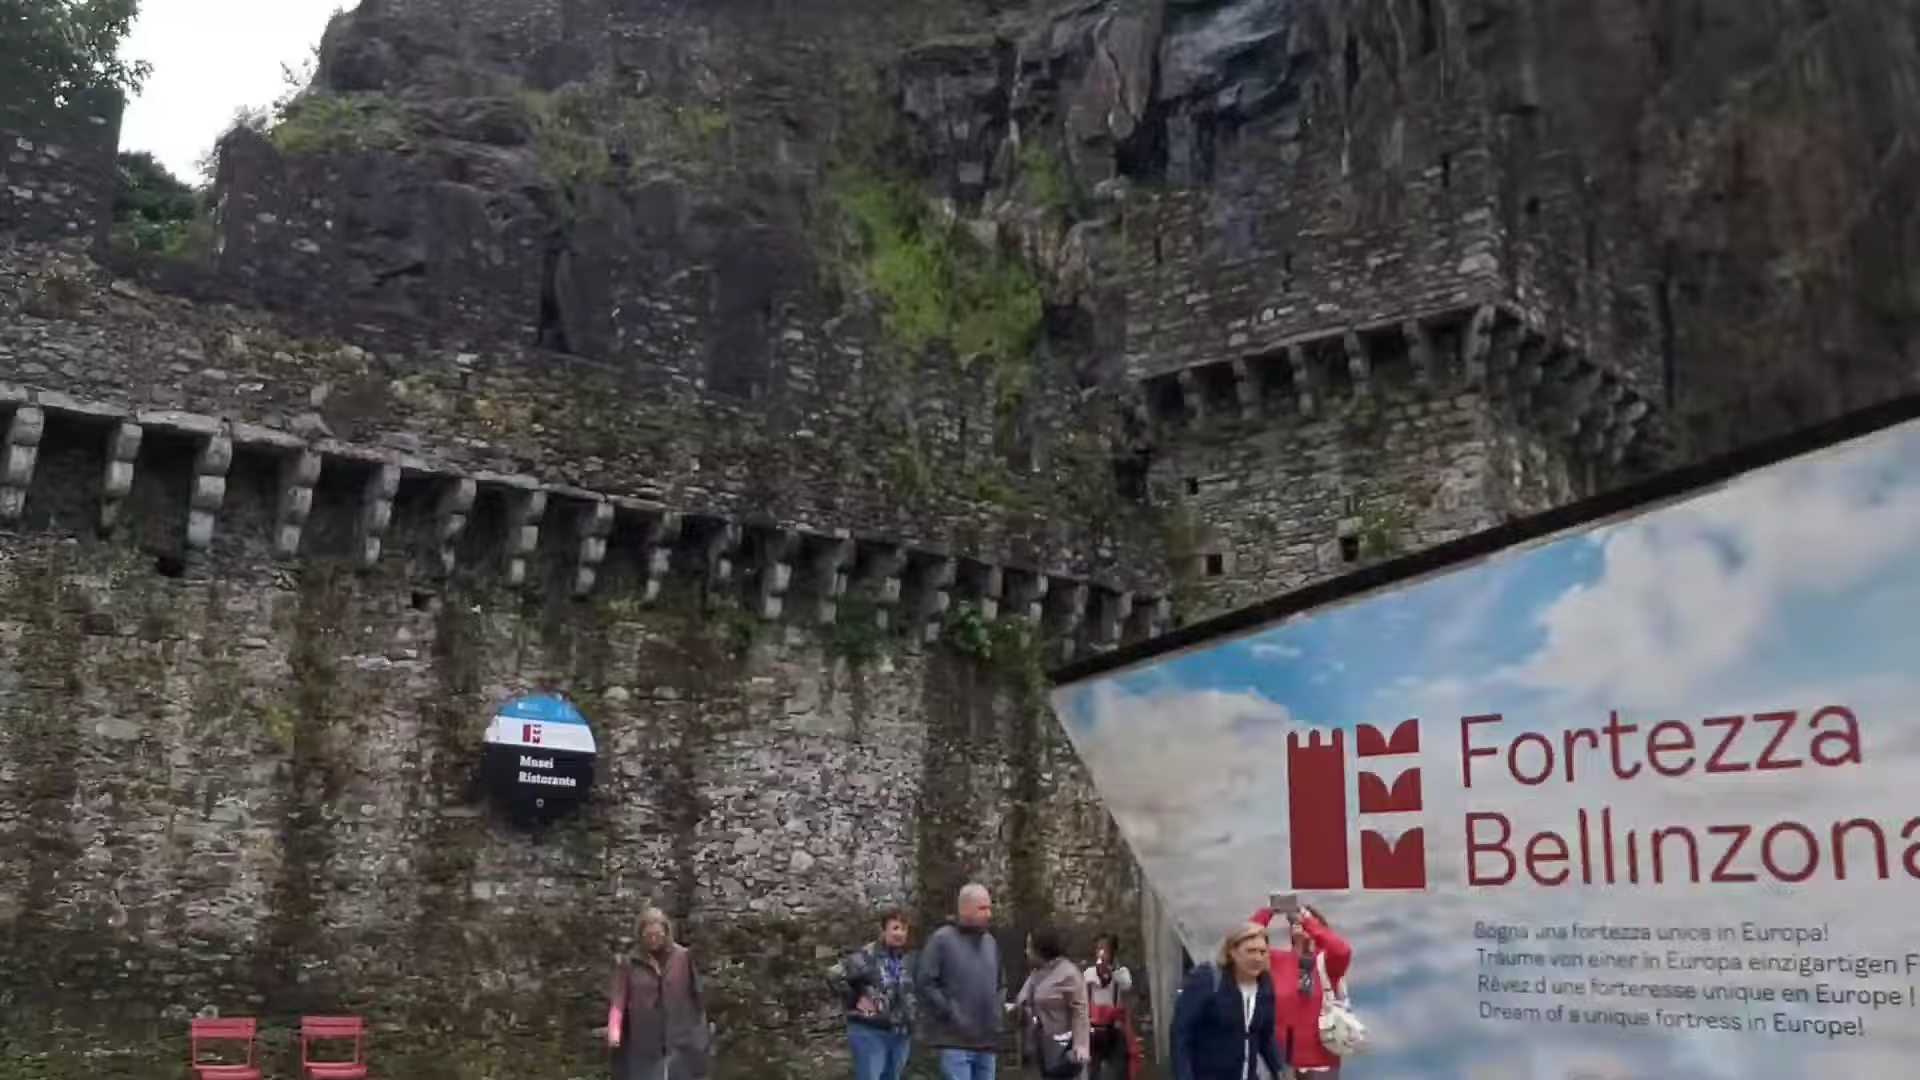 Musei
Ristorante
Fortezza
Bellinzona
Sogna una fortezza unica in Europa!
Träume von einer in Europa einzigartigen F
Rêvez d'une forteresse unique en Europe !
Dream of a unique fortress in Europe!